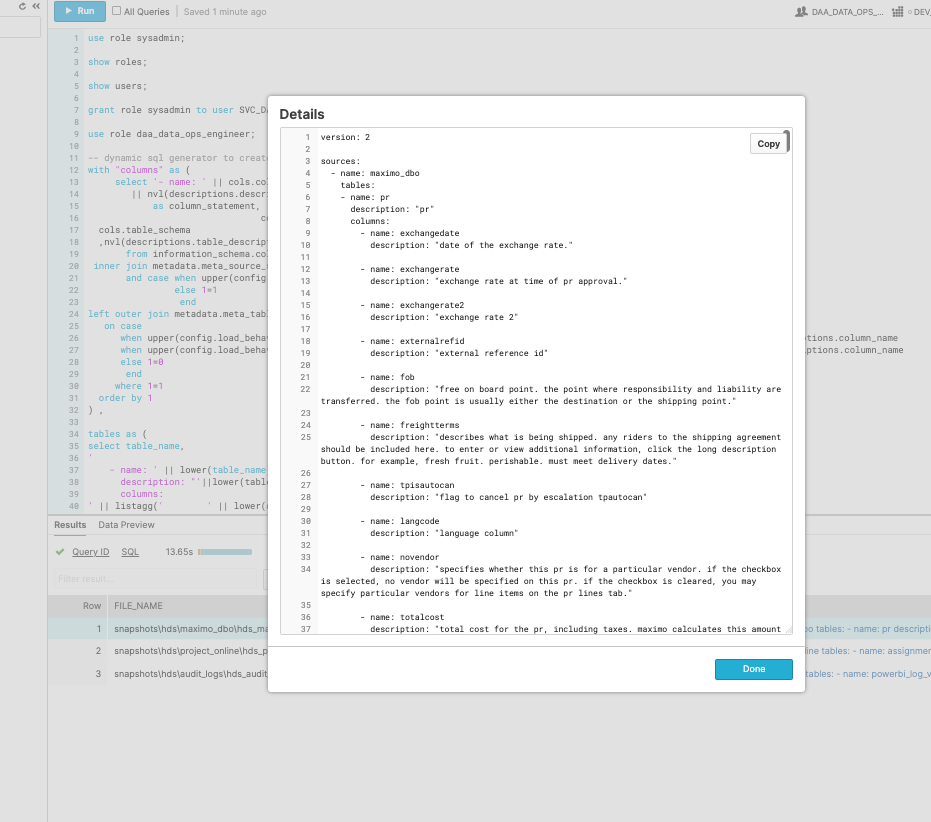 Run
All Queries
Saved 1 minute ago
DAA_DATA_OPS_...
DEV_
1 use role sysadmin;
2
3 show roles;
4
5 show users;
6
7 grant role sysadmin to user SVC_D
8
9 use role daa_data_ops_engineer;
10
11 -- dynamic sql generator to creat
12 with "columns" as (
13 select '- name: ' || cols.co
14 || nvl(descriptions.desc
15 as column_statement,
16 co
17 cols.table_schema
18 ,nvl(descriptions.table_descrip
19 from information_schema.co
20 inner join metadata.meta_source_
21 and case when upper(config
22 else 1=1
23 end
24 left outer join metadata.meta_tab
25 on case
26 when upper(config.load_beha
27 when upper(config.load_beha
28 else 1=0
29 end
30 where 1=1
31 order by 1
32 ) ,
33
34 tables as (
35 select table_name,
36 '
37 - name: ' || lower(table_name
38 description: "'||lower(tabl
39 columns:
40 ' || listagg(' ' || lower(
tions.column_name
ptions.column_name
Details
Copy
1 version: 2
2
3 sources:
4 - name: maximo_dbo
5 tables:
6 - name: pr
7 description: "pr"
8 columns:
9 - name: exchangedate
10 description: "date of the exchange rate."
11
12 - name: exchangerate
13 description: "exchange rate at time of pr approval."
14
15 - name: exchangerate2
16 description: "exchange rate 2"
17
18 - name: externalrefid
19 description: "external reference id"
20
21 - name: fob
22 description: "free on board point. the point where responsibility and liability are
transferred. the fob point is usually either the destination or the shipping point."
23
24 - name: freightterms
25 description: "describes what is being shipped. any riders to the shipping agreement
should be included here. to enter or view additional information, click the long description
button. for example, fresh fruit. perishable. must meet delivery dates."
26
27 - name: tpisautocan
28 description: "flag to cancel pr by escalation tpautocan"
29
30 - name: langcode
31 description: "language column"
32
33 - name: novendor
34 description: "specifies whether this pr is for a particular vendor. if the checkbox
is selected, no vendor will be specified on this pr. if the checkbox is cleared, you may
specify particular vendors for line items on the pr lines tab."
35
36 - name: totalcost
37 description: "total cost for the pr, including taxes. maximo calculates this amount
Done
Results
Data Preview
Query ID
SQL
13.65s
Filter result...
Row FILE_NAME
1 snapshots\hds\maximo_dbo\hds_ma
oo tables: - name: pr descripti
2 snapshots\hds\project_online\hds_p
ine tables: - name: assignmen
3 snapshots\hds\audit_logs\hds_audit_
tables: - name: powerbi_log_v